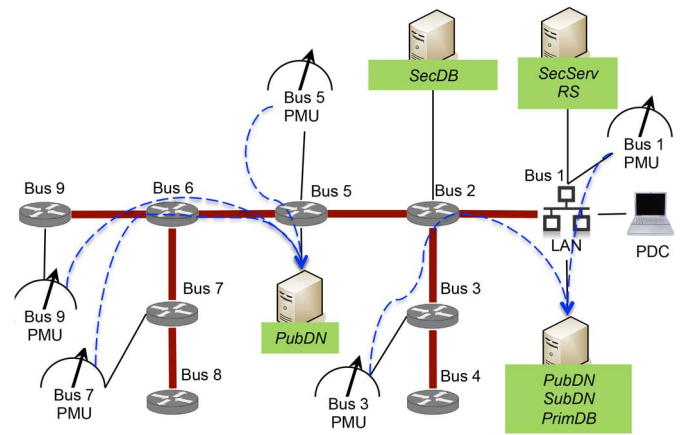 SecDB
SecServ
RS
Bus 5
PMU
Bus 1
PMU
Bus 1
Bus 9
Bus 6
Bus 5
Bus 2
LAN
PDC
Bus 9
PMU
Bus 7
Bus 3
PubDN
Bus 7
PMU
Bus 8
Bus 3
PMU
Bus 4
PubDN
SubDN
PrimDB